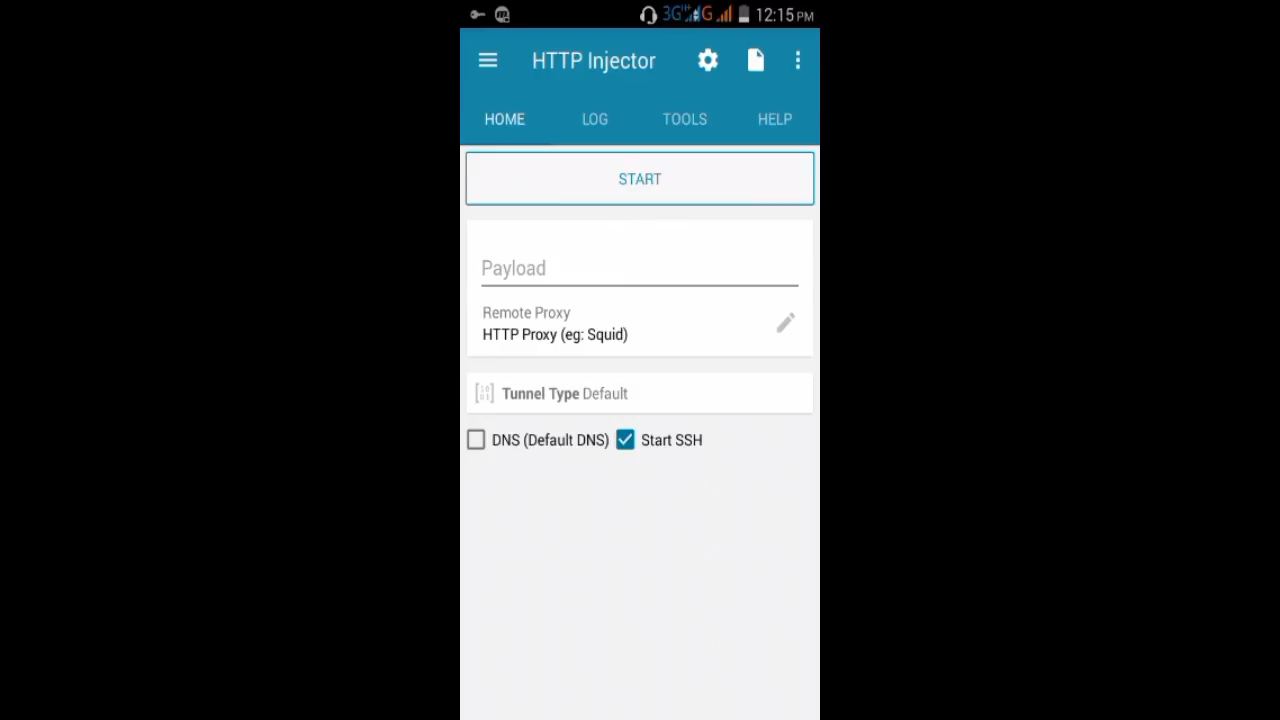 3G G 12:15 PM
HTTP Injector
HOME LOG TOOLS HELP
START
Payload
Remote Proxy
HTTP Proxy (eg: Squid)
Tunnel Type Default
DNS (Default DNS) Start SSH